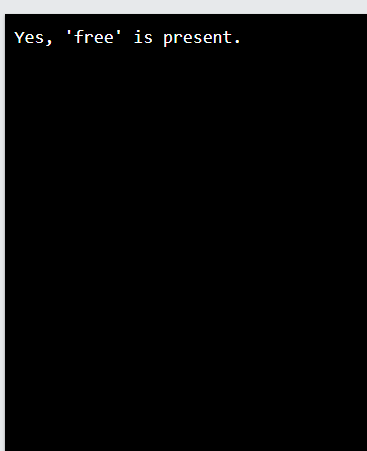 Yes, 'free' is present.